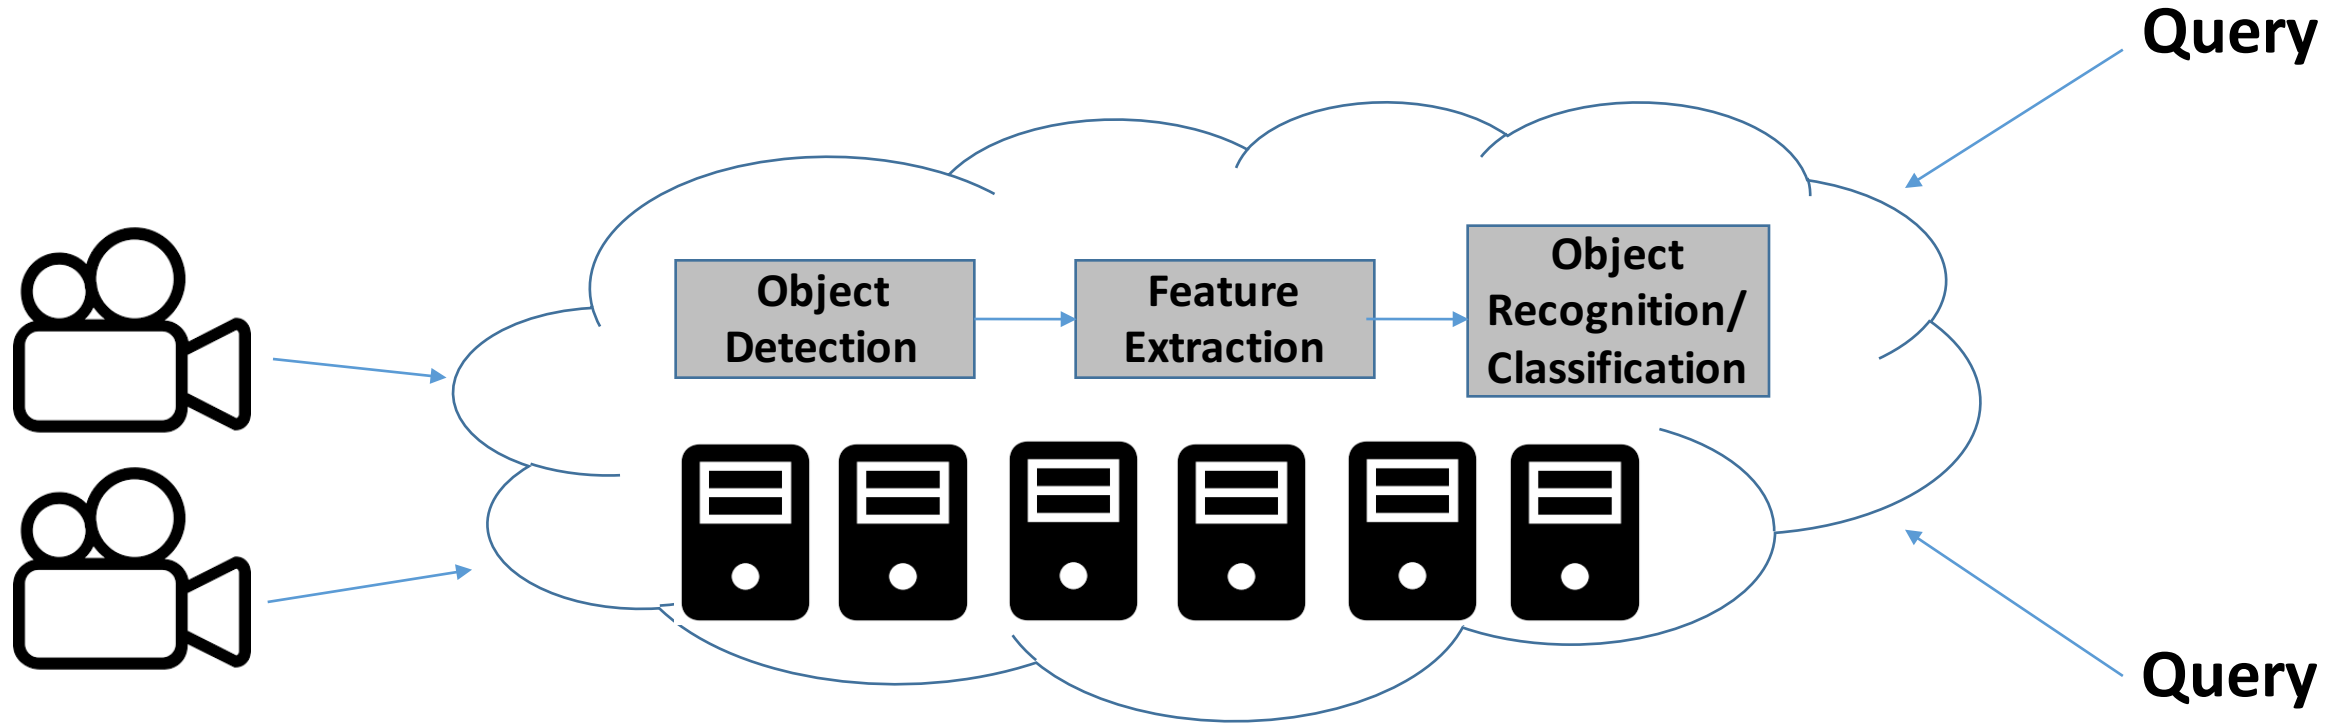 Query
Object
Detection
Feature
Extraction
Object
Recognition/
Classification
Query